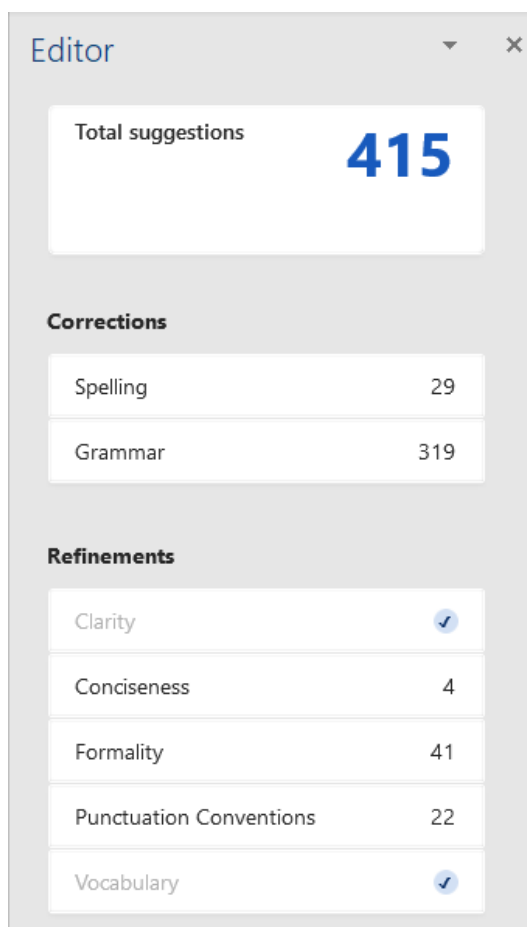 Editor
Total suggestions 415
Corrections
Spelling 29
Grammar 319
Refinements
Clarity
Conciseness 4
Formality 41
Punctuation Conventions 22
Vocabulary